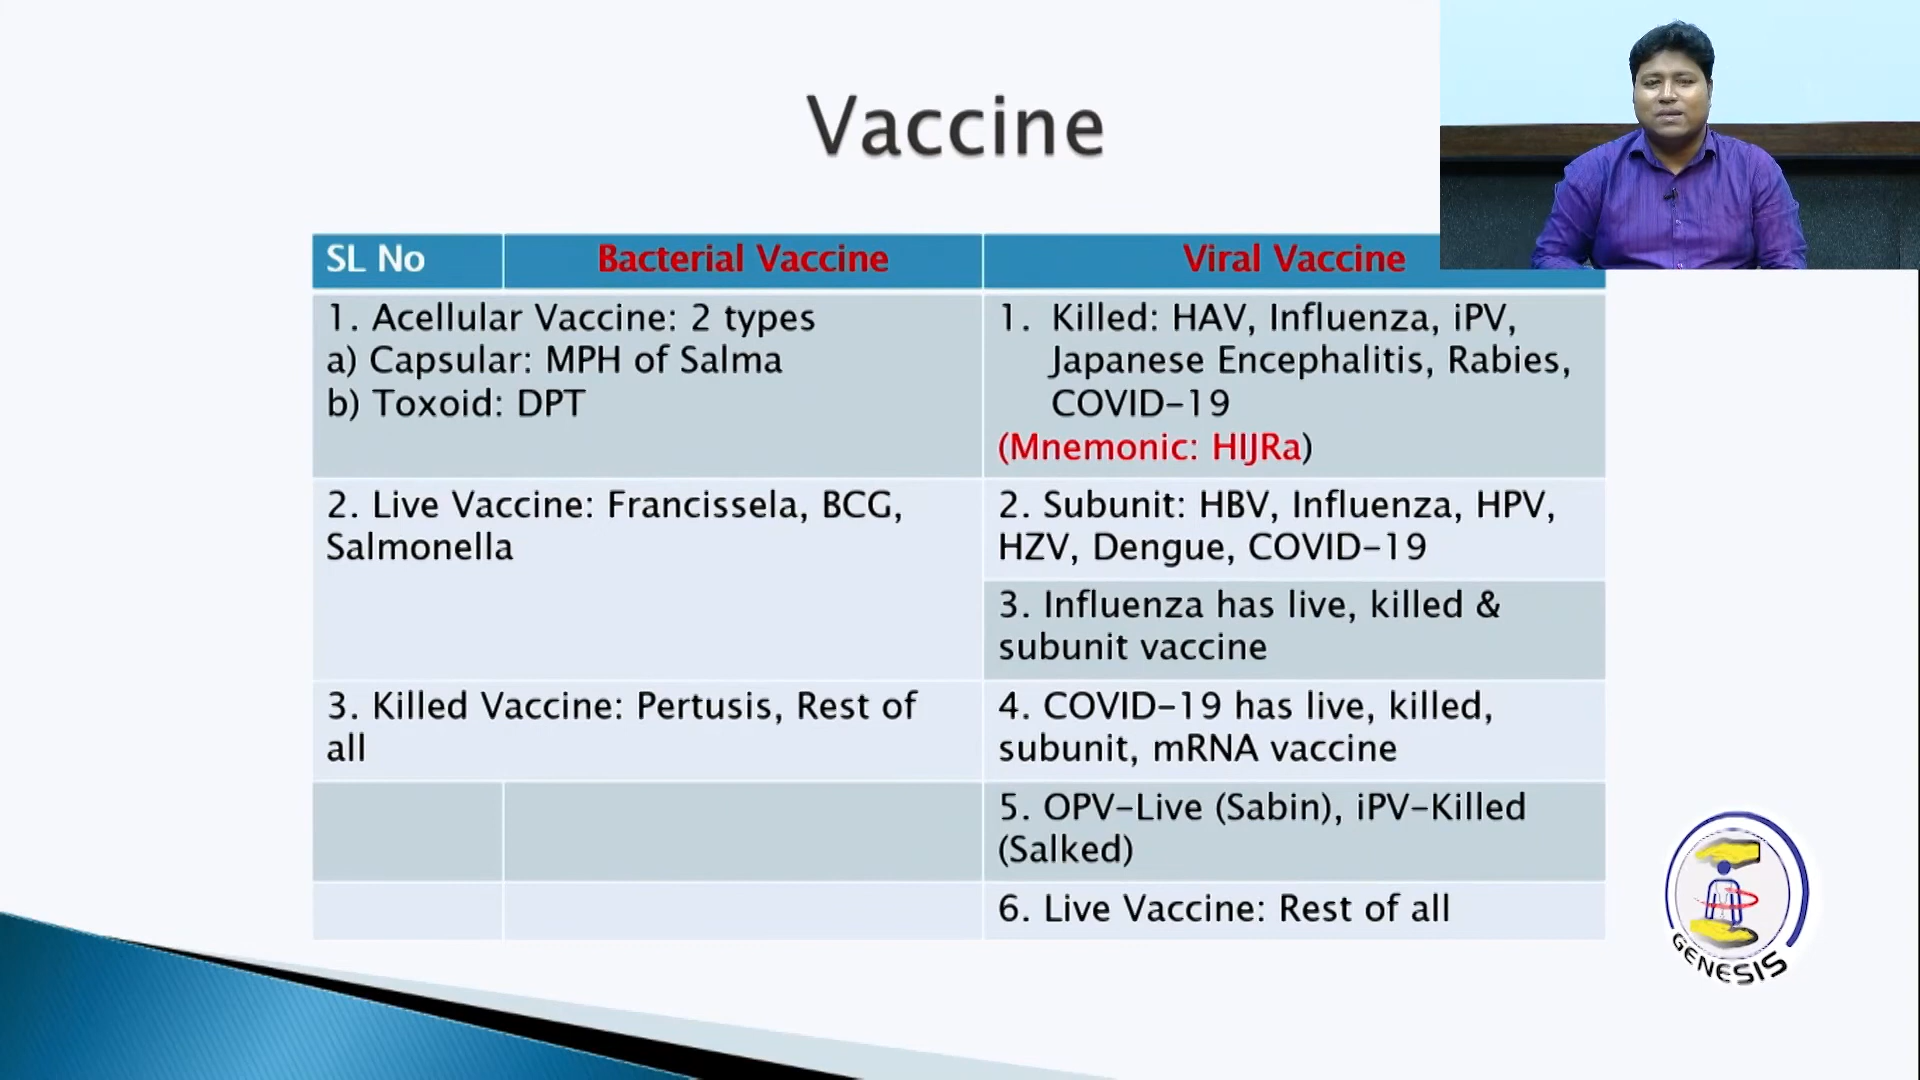 Vaccine
SL No
Bacterial Vaccine
Viral Vaccine
1. Acellular Vaccine: 2 types
a) Capsular: MPH of Salma
b) Toxoid: DPT
1. Killed: HAV, Influenza, iPV,
Japanese Encephalitis, Rabies,
COVID-19
(Mnemonic: HIJRa)
2. Live Vaccine: Francissela, BCG,
Salmonella
2. Subunit: HBV, Influenza, HPV,
HZV, Dengue, COVID-19
3. Influenza has live, killed &
subunit vaccine
3. Killed Vaccine: Pertusis, Rest of
all
4. COVID-19 has live, killed,
subunit, mRNA vaccine
5. OPV-Live (Sabin), iPV-Killed
(Salked)
6. Live Vaccine: Rest of all
GENESIS